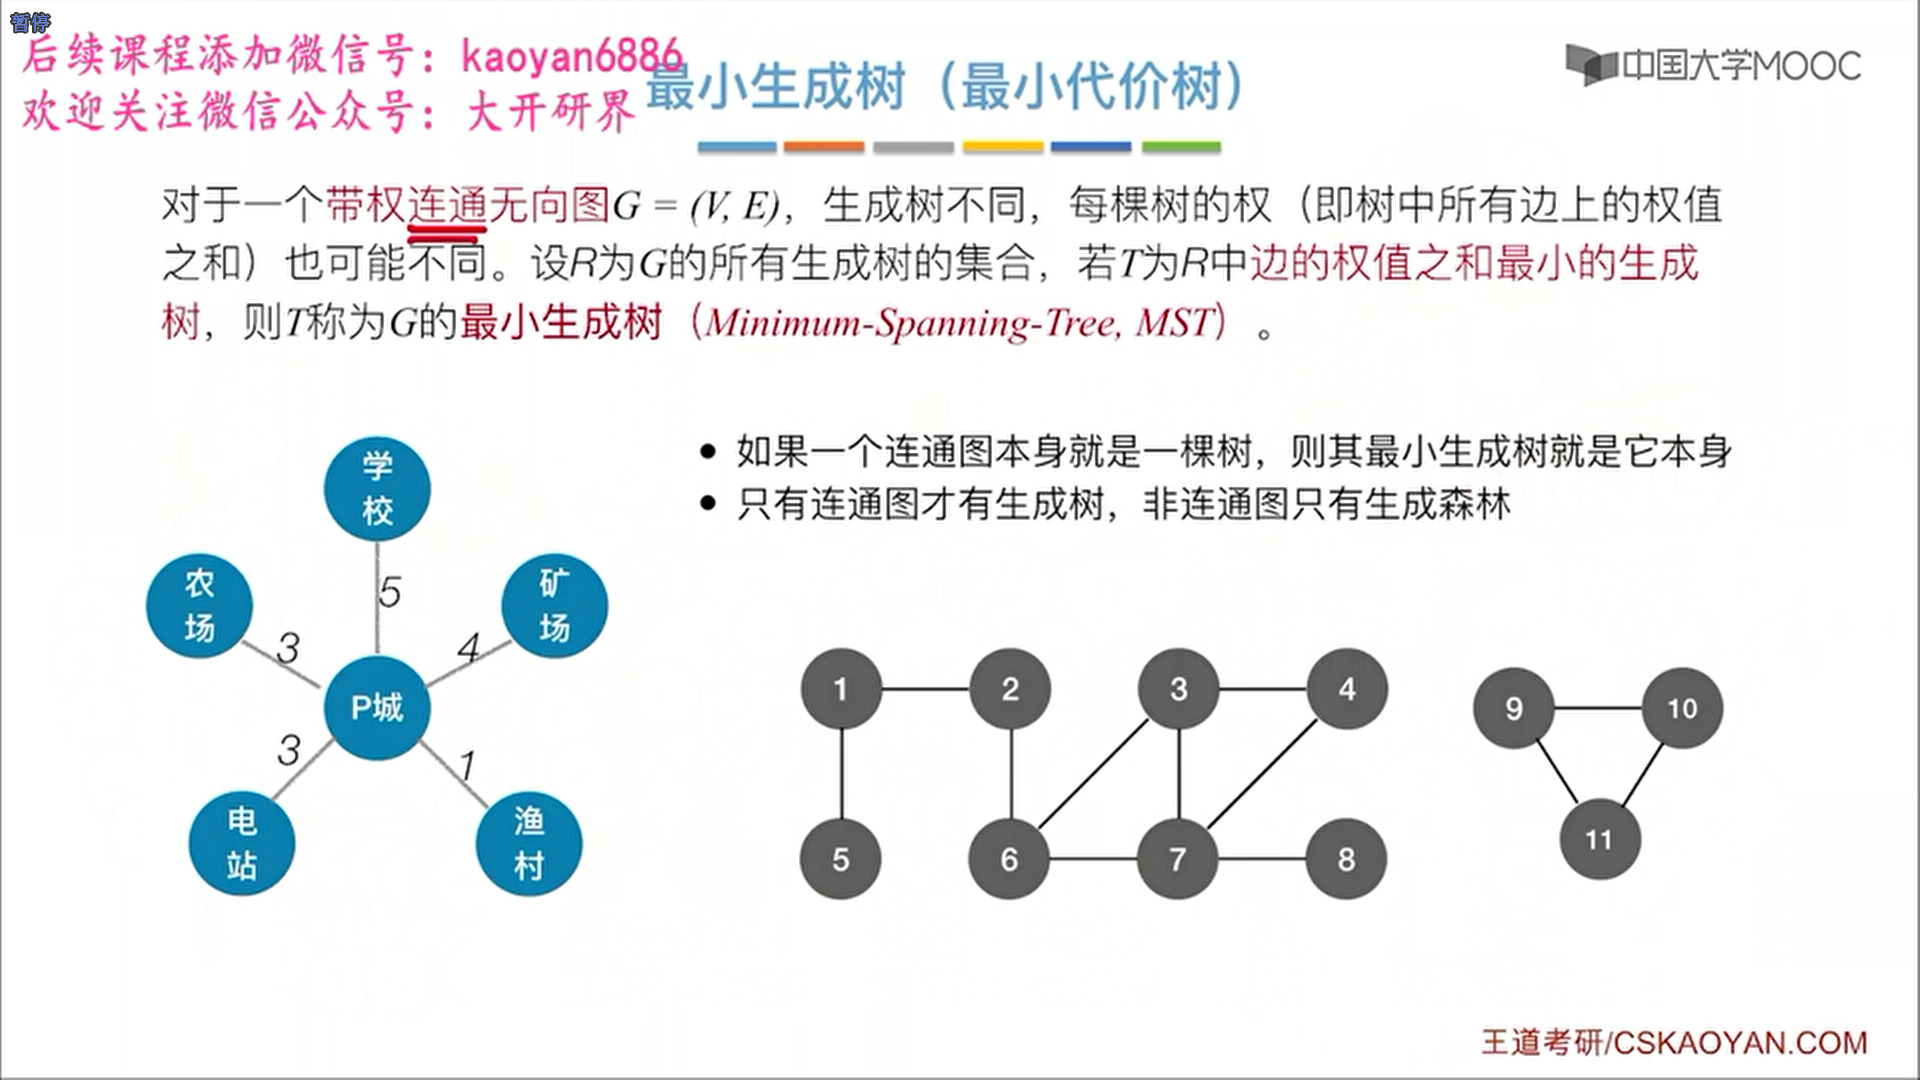 暂停
后续课程添加微信号：kaoyan6886
欢迎关注微信公众号：大开研界
最小生成树（最小代价树）
中国大学MOOC
对于一个带权连通无向图G = (V, E)，生成树不同，每棵树的权（即树中所有边上的权值
之和）也可能不同。设R为G的所有生成树的集合，若T为R中边的权值之和最小的生成
树，则T称为G的最小生成树（Minimum-Spanning-Tree, MST）。
学
校
5
农
场
3
矿
场
4
P城
3
1
电
站
渔
村
• 如果一个连通图本身就是一棵树，则其最小生成树就是它本身
• 只有连通图才有生成树，非连通图只有生成森林
1 2 3 4
5 6 7 8
9 10
11
王道考研/CSKAOYAN.COM